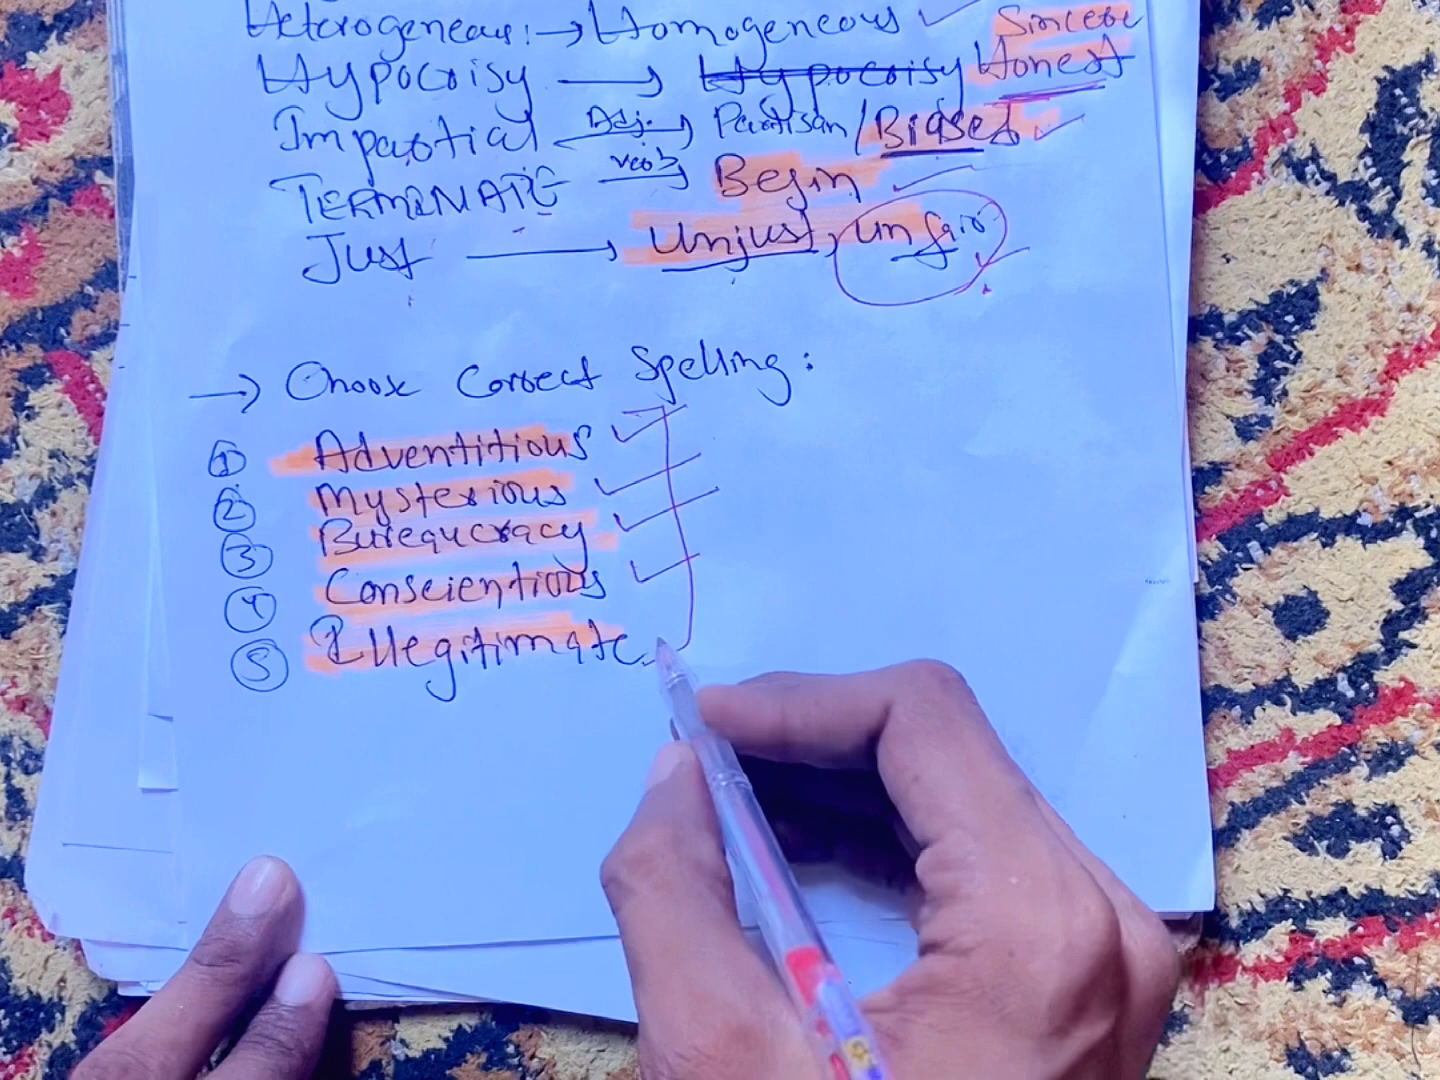 Heterogeneous: → Homogeneous ✓ Sincere
Hypocrisy → Hypocrisy Honest
Impartial Adj. → Partisan / Biased ✓
TERMINATE verb → Begin ✓
Just → Unjust, unfair ✓
→ Choose Correct Spelling:
① Adventitious ✓
② Mysterious ✓
③ Bureaucracy ✓
④ Conscientious ✓
⑤ Illegitimate